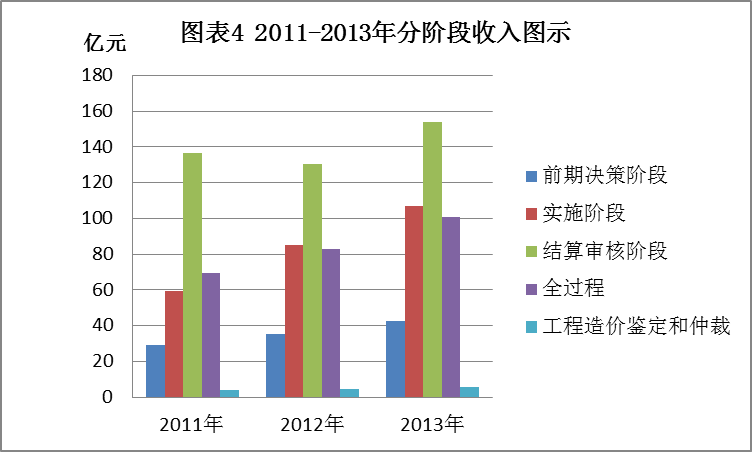 图表4 2011-2013年分阶段收入图示
亿元
180
160
140
120
100
80
60
40
20
0
2011年
2012年
2013年
前期决策阶段
实施阶段
结算审核阶段
全过程
工程造价鉴定和仲裁